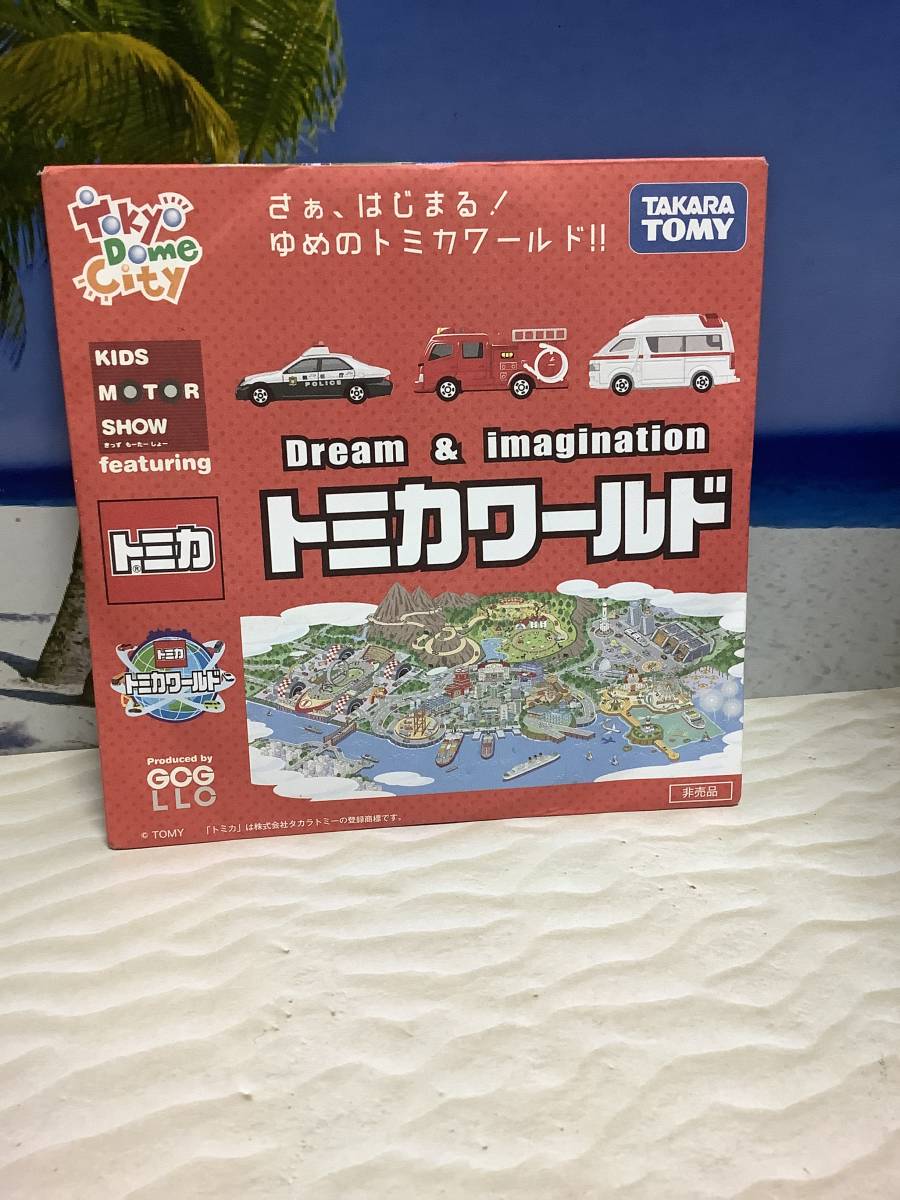 Tokyo
Dome
City
さぁ、はじまる!
ゆめのトミカワールド!!
TAKARA
TOMY
KIDS
MOTOR
SHOW
きっず もーたー しょー
featuring
POLICE
Dream & imagination
トミカワールド
トミカ®
トミカ
トミカワールド
Produced by
GCG
LLC
非売品
© TOMY 「トミカ」は株式会社タカラトミーの登録商標です。